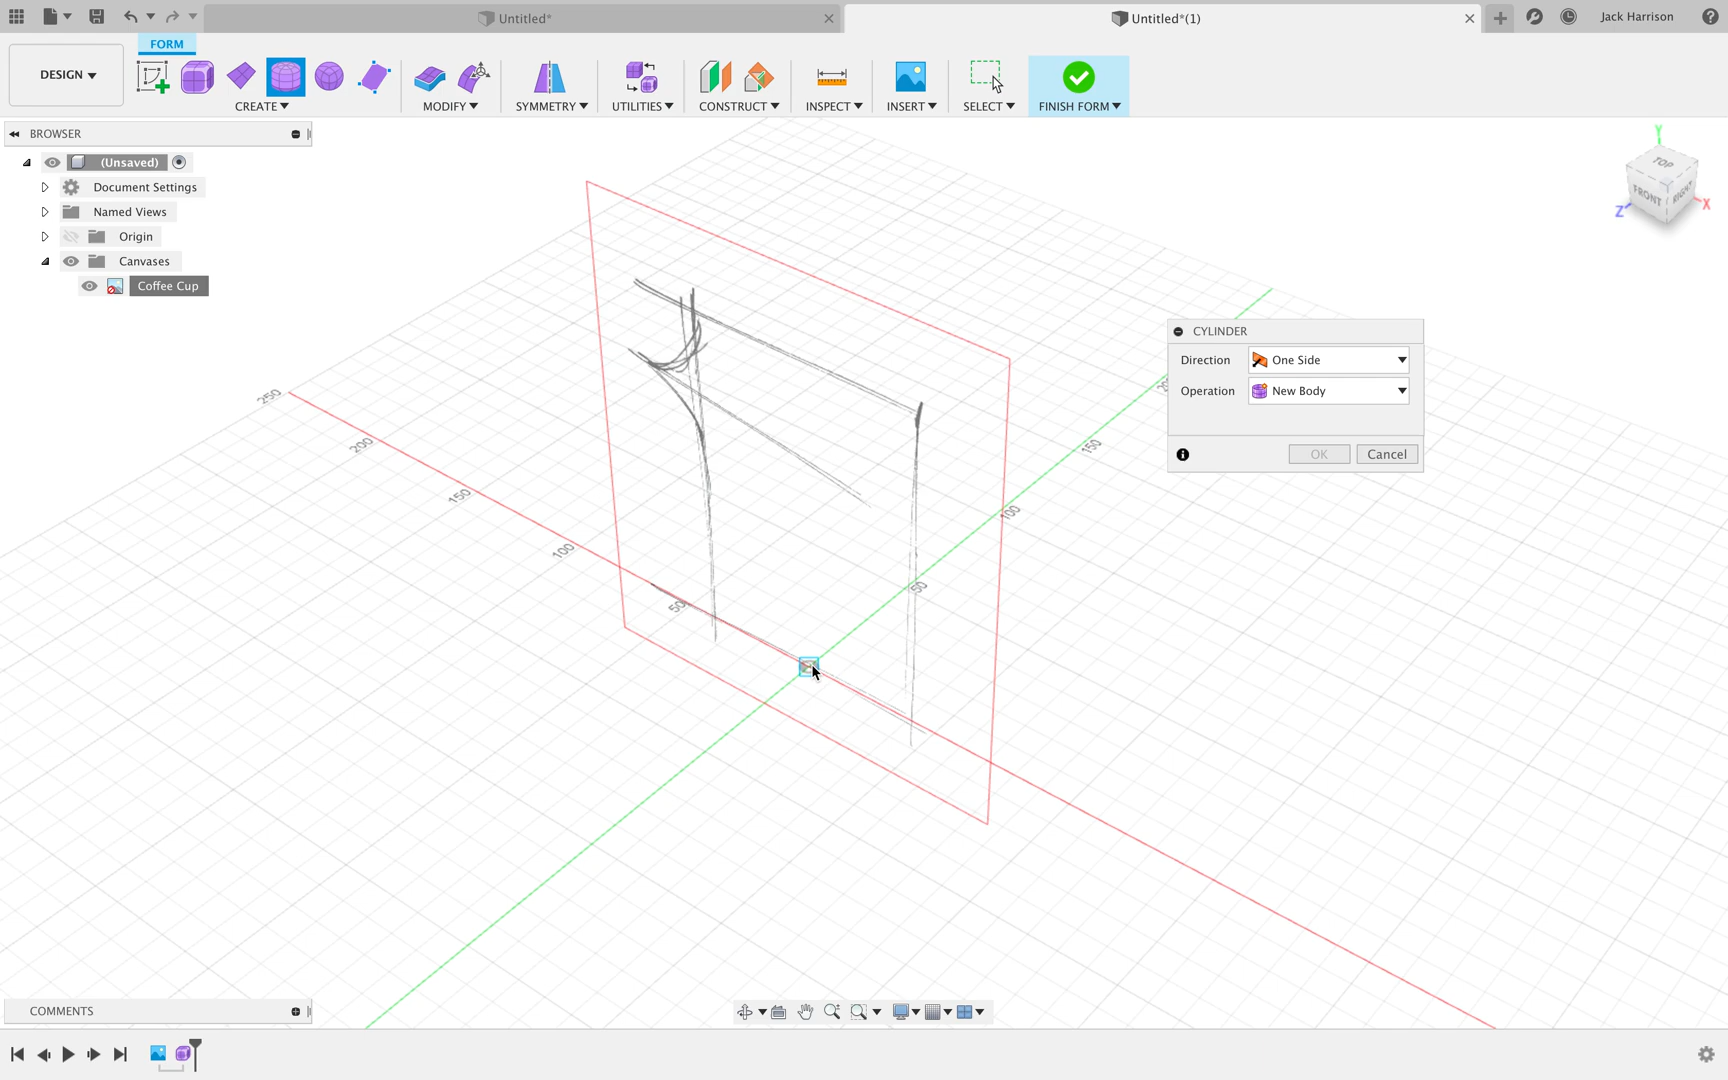 Untitled*
Untitled*(1)
Jack Harrison
FORM
DESIGN
CREATE
MODIFY
SYMMETRY
UTILITIES
CONSTRUCT
INSPECT
INSERT
SELECT
FINISH FORM
BROWSER
(Unsaved)
Document Settings
Named Views
Origin
Canvases
Coffee Cup
Y
TOP
FRONT
RIGHT
Z
X
CYLINDER
Direction
One Side
Operation
New Body
OK
Cancel
250
200
150
100
50
50
100
150
COMMENTS